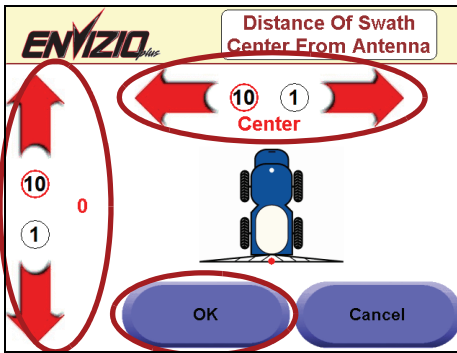 ENVIZIO plus
Distance Of Swath
Center From Antenna
10 1
Center
10
0
1
OK Cancel